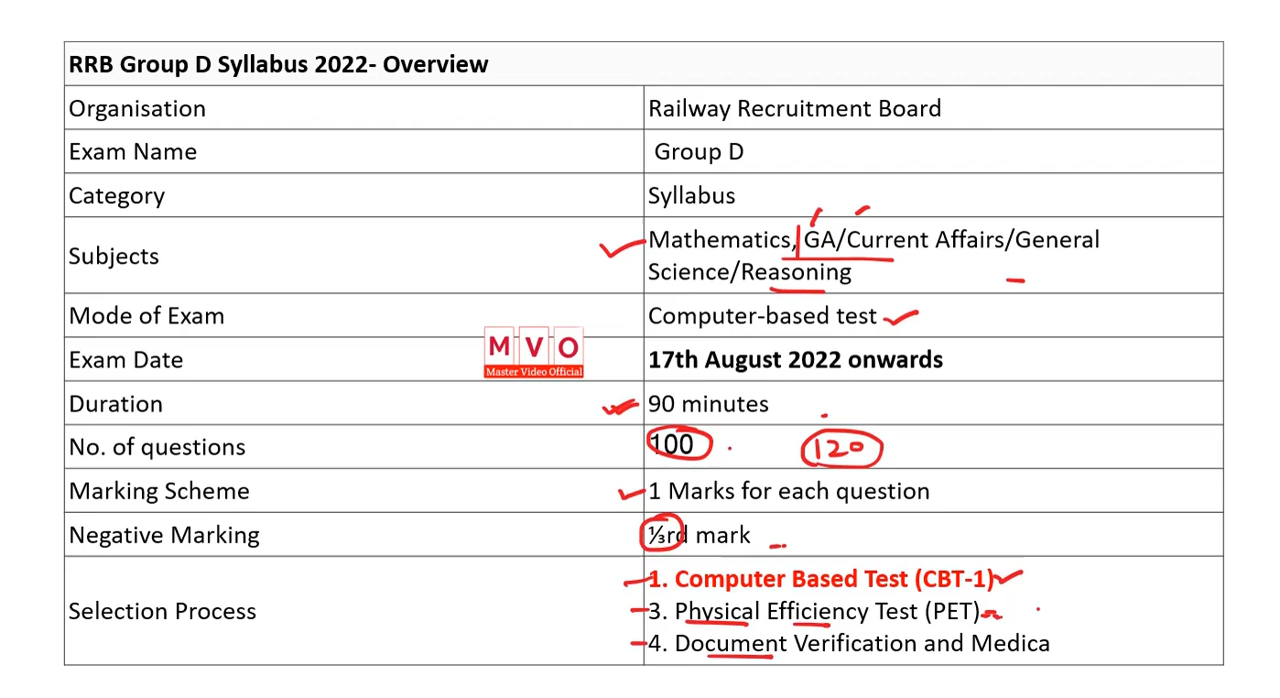 RRB Group D Syllabus 2022- Overview
Organisation Railway Recruitment Board
Exam Name Group D
Category Syllabus
Subjects Mathematics, GA/Current Affairs/General
Science/Reasoning
Mode of Exam Computer-based test
M V O
Master Video Official
Exam Date 17th August 2022 onwards
Duration 90 minutes
No. of questions 100 120
Marking Scheme 1 Marks for each question
Negative Marking ⅓rd mark
Selection Process 1. Computer Based Test (CBT-1)
3. Physical Efficiency Test (PET)
4. Document Verification and Medica